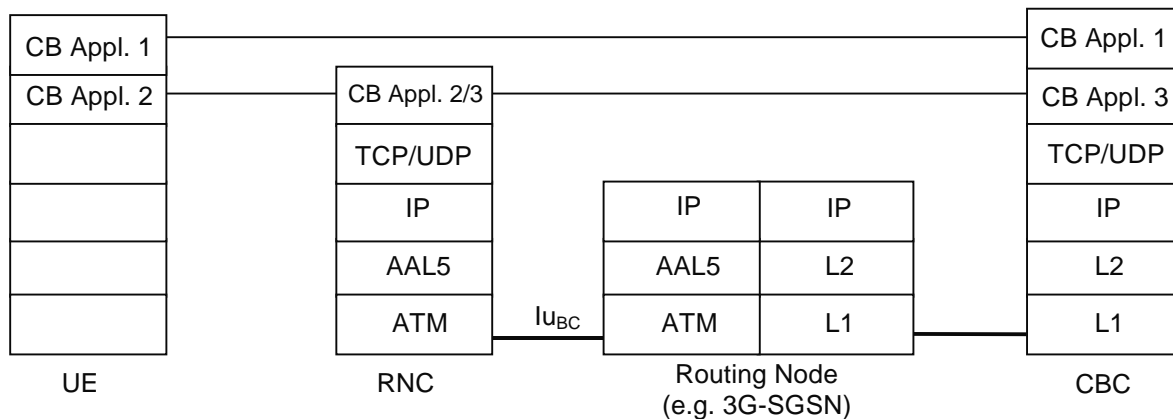 CB Appl. 1
CB Appl. 1
CB Appl. 2
CB Appl. 2/3
CB Appl. 3
TCP/UDP
TCP/UDP
IP
IP
IP
IP
AAL5
AAL5
L2
L2
ATM
IuBC
ATM
L1
L1
UE
RNC
Routing Node
(e.g. 3G-SGSN)
CBC